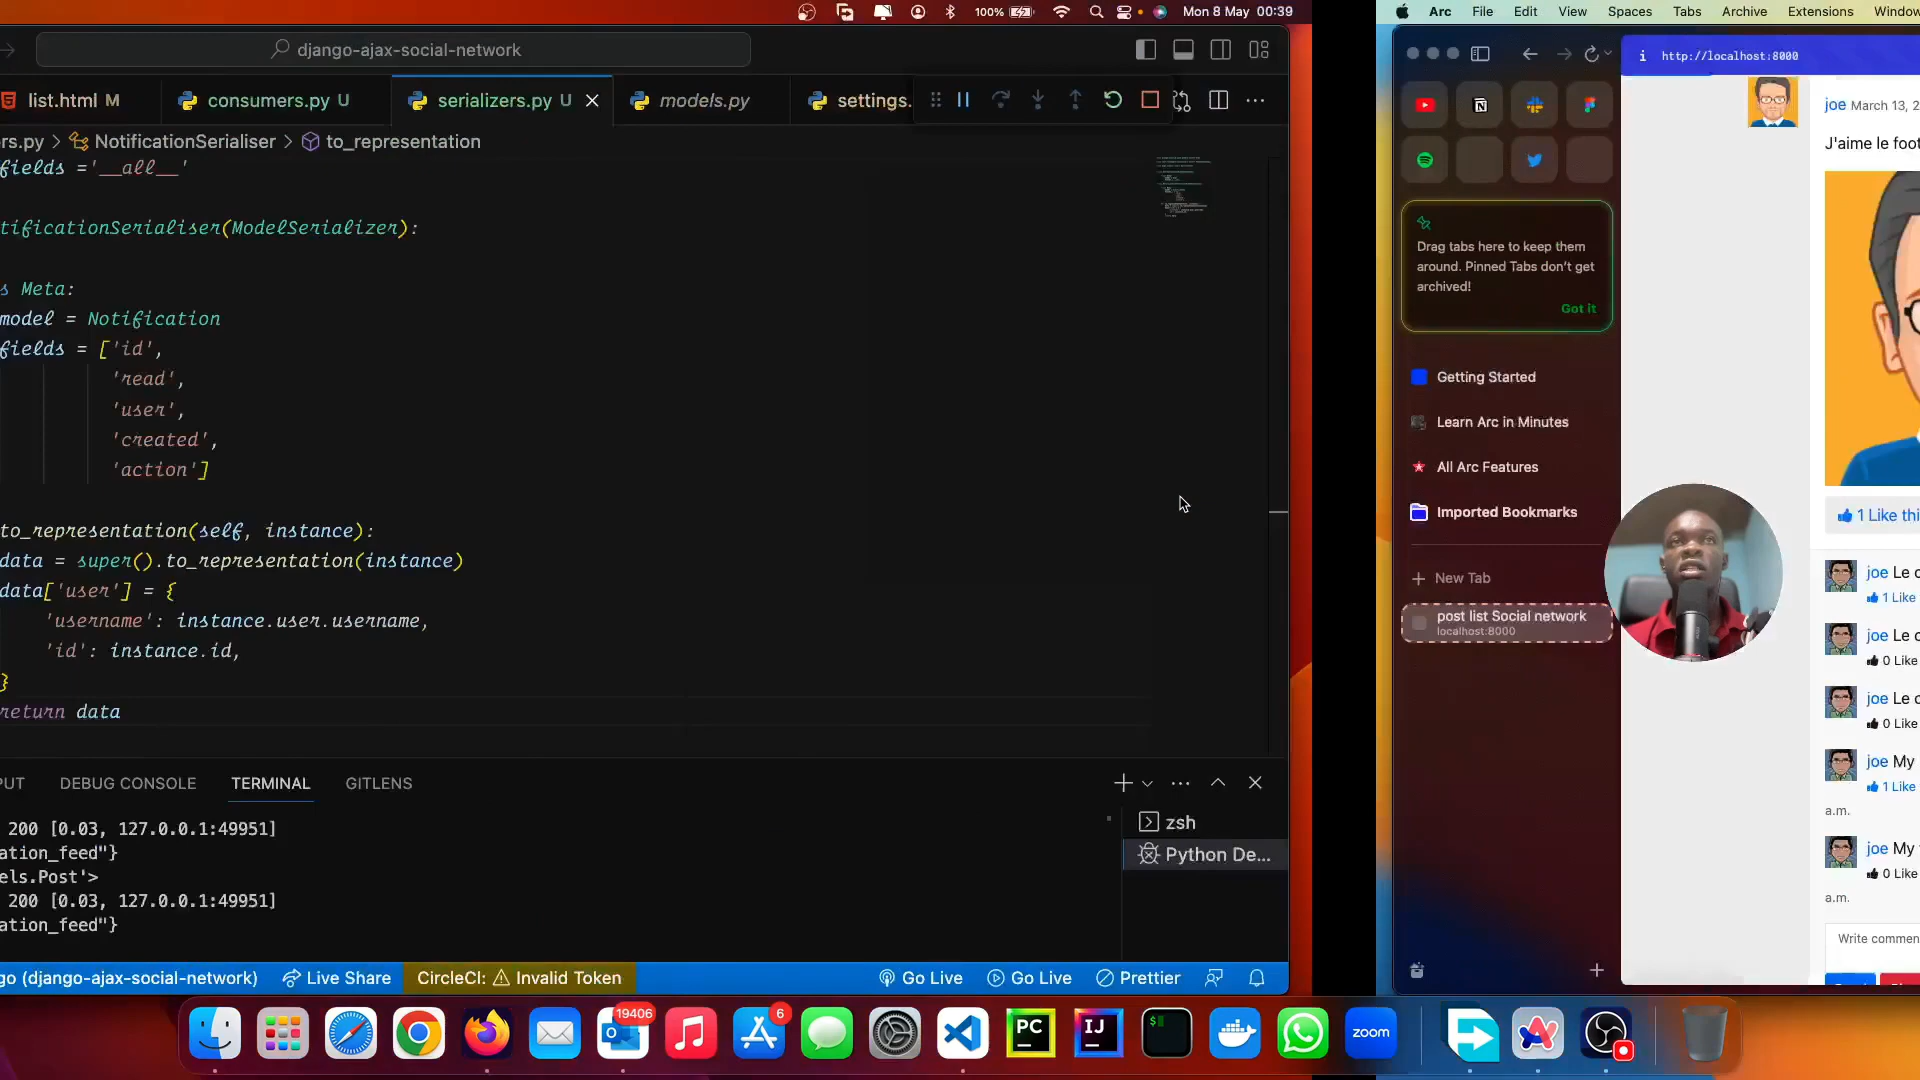 100%
Mon 8 May 00:39
django-ajax-social-network
list.html M
consumers.py U
serializers.py U
models.py
settings.
rs.py > NotificationSerialiser > to_representation
fields ='__all__'
tificationSerialiser(ModelSerializer):
s Meta:
model = Notification
fields = ['id',
'read',
'user',
'created',
'action']
to_representation(self, instance):
data = super().to_representation(instance)
data['user'] = {
'username': instance.user.username,
'id': instance.id,
}
return data
PUT
DEBUG CONSOLE
TERMINAL
GITLENS
200 [0.03, 127.0.0.1:49951]
ation_feed"}
els.Post'>
200 [0.03, 127.0.0.1:49951]
ation_feed"}
zsh
Python De...
go (django-ajax-social-network)
Live Share
CircleCI: Invalid Token
Go Live
Go Live
Prettier
19406
6
PC
IJ
zoom
Arc File Edit View Spaces Tabs Archive Extensions Window
http://localhost:8000
Drag tabs here to keep them
around. Pinned Tabs don't get
archived!
Got it
Getting Started
Learn Arc in Minutes
All Arc Features
Imported Bookmarks
New Tab
post list Social network
localhost:8000
joe March 13, 2
J'aime le foot
1 Like thi
joe Le c
1 Like
joe Le c
0 Like
joe Le c
0 Like
joe My
1 Like
a.m.
joe My
0 Like
a.m.
Write commen